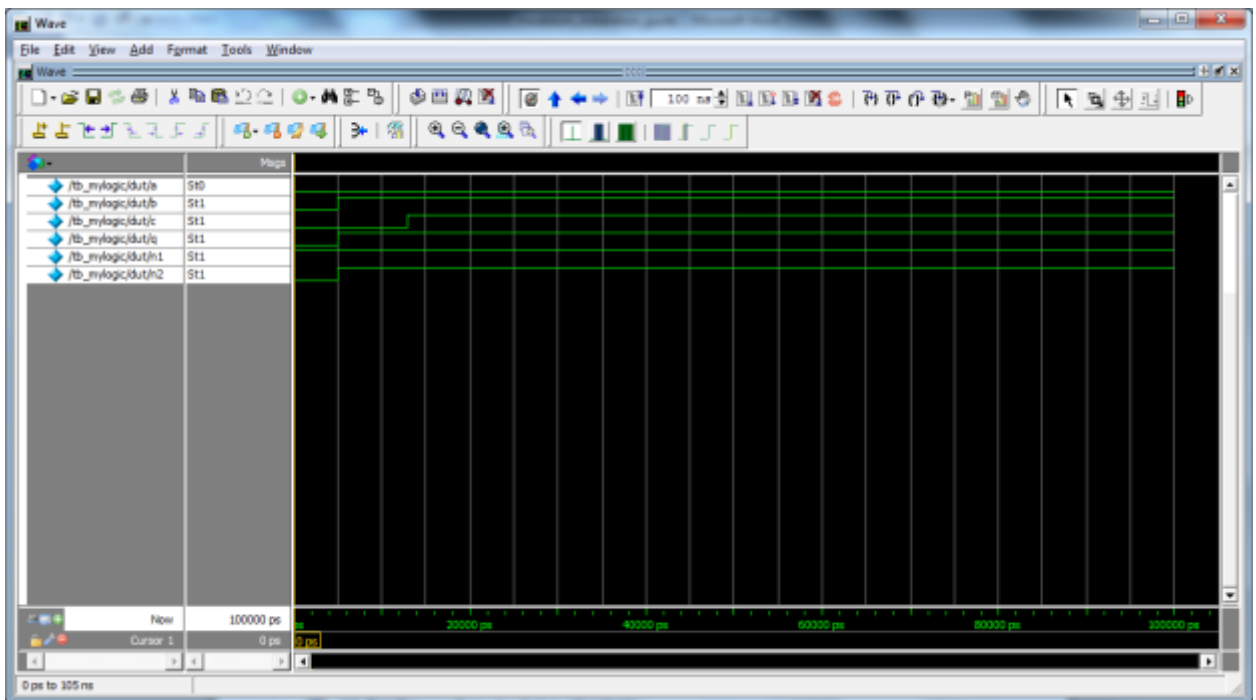 Wave
File Edit View Add Format Tools Window
Wave
100 ns
Msgs
/tb_mylogic/dut/a St0
/tb_mylogic/dut/b St1
/tb_mylogic/dut/c St1
/tb_mylogic/dut/q St1
/tb_mylogic/dut/n1 St1
/tb_mylogic/dut/n2 St1
Now 100000 ps 20000 ps 40000 ps 60000 ps 80000 ps 100000 ps
Cursor 1 0 ps 0 ps
0 ps to 105 ns